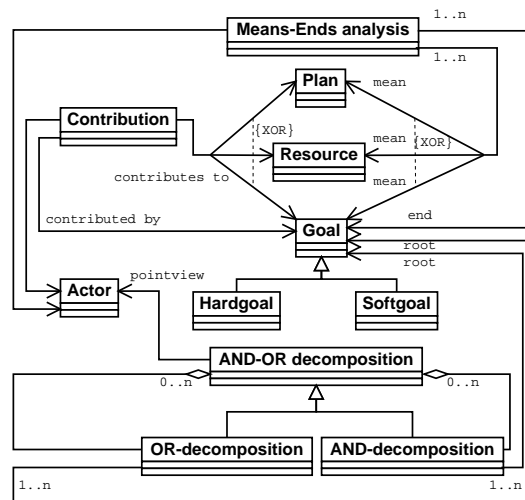 1..n
Means-Ends analysis
1..n
Plan
mean
Contribution
{XOR}
mean
{XOR}
Resource
contributes to
mean
contributed by
end
Goal
root
root
pointview
Actor
Hardgoal
Softgoal
AND-OR decomposition
0..n
0..n
OR-decomposition
AND-decomposition
1..n
1..n